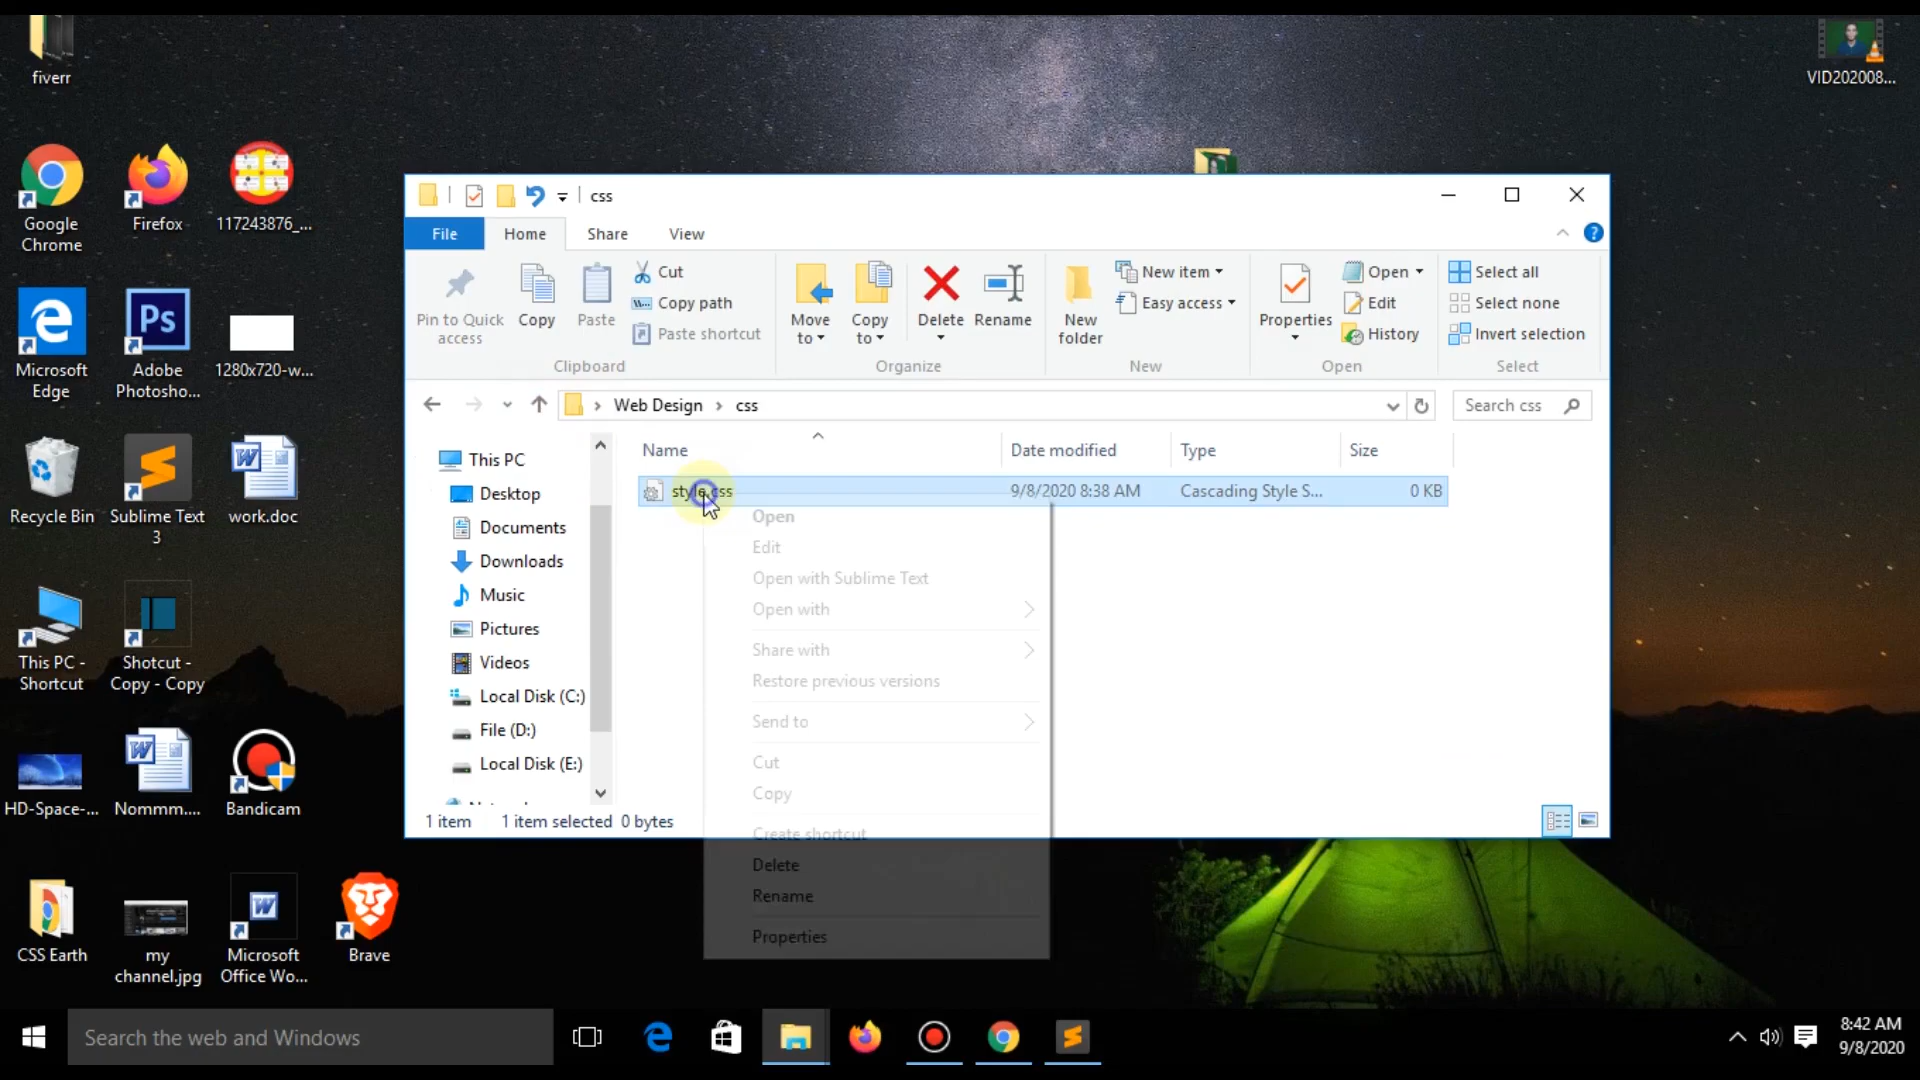 fiverr
VID202008...
Google
Chrome
Firefox
117243876_...
Microsoft
Edge
Ps
Adobe
Photosho...
1280x720-w...
Recycle Bin
Sublime Text
3
work.doc
This PC -
Shortcut
Shotcut -
Copy - Copy
HD-Space-...
Nommm....
Bandicam
CSS Earth
my
channel.jpg
Microsoft
Office Wo...
Brave
css
File
Home
Share
View
Pin to Quick
access
Copy
Paste
Cut
Copy path
Paste shortcut
Clipboard
Move
to
Copy
to
Delete
Rename
Organize
New
folder
New item
Easy access
New
Properties
Open
Edit
History
Open
Select all
Select none
Invert selection
Select
Web Design
css
Search css
This PC
Desktop
Documents
Downloads
Music
Pictures
Videos
Local Disk (C:)
File (D:)
Local Disk (E:)
Name
Date modified
Type
Size
style.css
9/8/2020 8:38 AM
Cascading Style S...
0 KB
Open
Edit
Open with Sublime Text
Open with
Share with
Restore previous versions
Send to
Cut
Copy
Create shortcut
Delete
Rename
Properties
1 item
1 item selected 0 bytes
Search the web and Windows
8:42 AM
9/8/2020